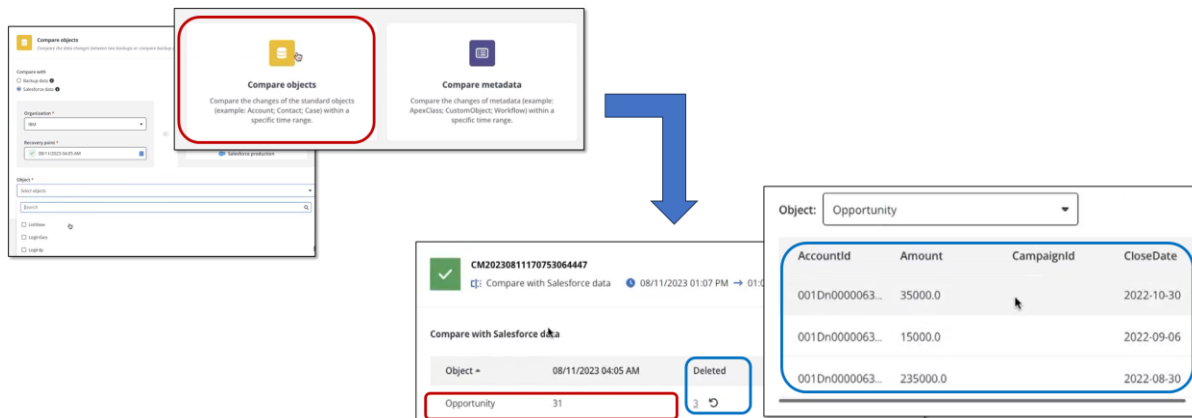 Compare objects
Compare the data changes between two backups or compare backup
Compare with
Backup data
Salesforce data
Organization *
Recovery point *
08/11/2023 04:05 AM
Salesforce production
Object *
Select objects
Search
ListView
LoginGeo
LoginIp
Compare objects
Compare the changes of the standard objects
(example: Account; Contact; Case) within a
specific time range.
Compare metadata
Compare the changes of metadata (example:
ApexClass; CustomObject; Workflow) within a
specific time range.
CM20230811170753064447
Compare with Salesforce data 08/11/2023 01:07 PM → 01:0
Compare with Salesforce data
Object 08/11/2023 04:05 AM Deleted
Opportunity 31 3
Object: Opportunity
AccountId Amount CampaignId CloseDate
001Dn0000063... 35000.0 2022-10-30
001Dn0000063... 15000.0 2022-09-06
001Dn0000063... 235000.0 2022-08-30